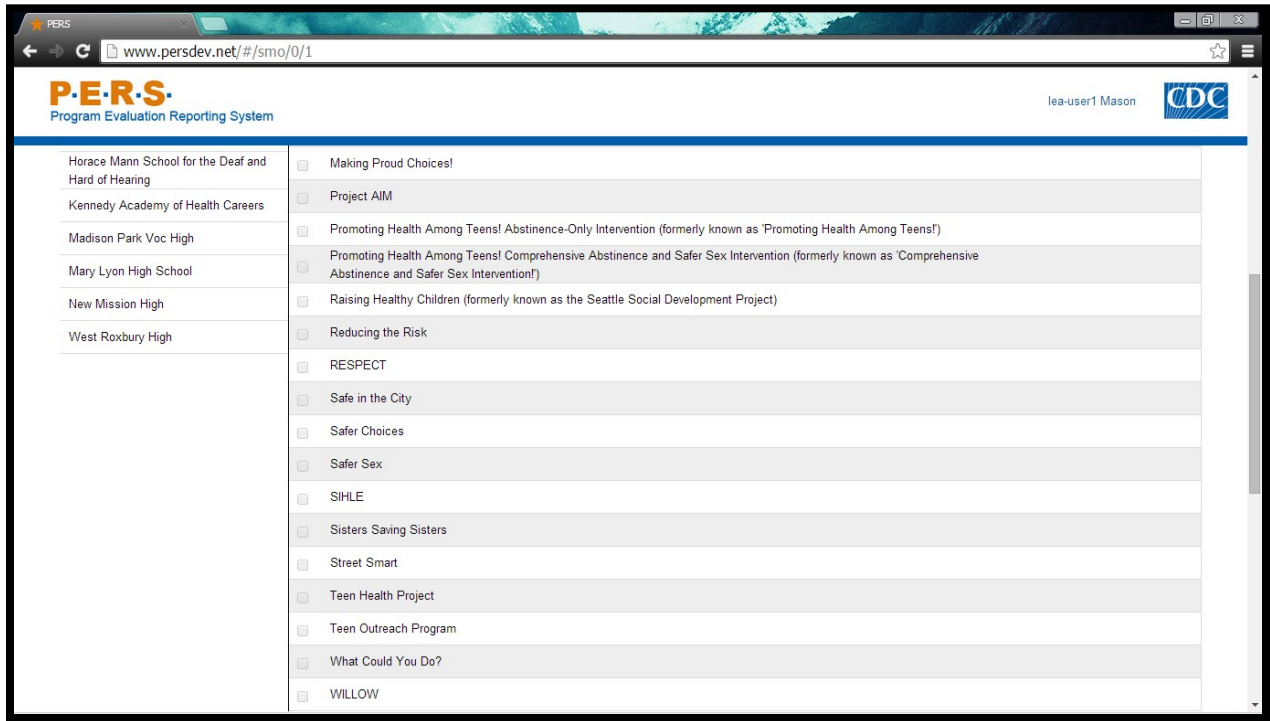 PERS
www.persdev.net/#/smo/0/1
P·E·R·S·
Program Evaluation Reporting System
lea-user1 Mason
CDC
Horace Mann School for the Deaf and
Hard of Hearing
Kennedy Academy of Health Careers
Madison Park Voc High
Mary Lyon High School
New Mission High
West Roxbury High
Making Proud Choices!
Project AIM
Promoting Health Among Teens! Abstinence-Only Intervention (formerly known as 'Promoting Health Among Teens!')
Promoting Health Among Teens! Comprehensive Abstinence and Safer Sex Intervention (formerly known as 'Comprehensive
Abstinence and Safer Sex Intervention!')
Raising Healthy Children (formerly known as the Seattle Social Development Project)
Reducing the Risk
RESPECT
Safe in the City
Safer Choices
Safer Sex
SIHLE
Sisters Saving Sisters
Street Smart
Teen Health Project
Teen Outreach Program
What Could You Do?
WILLOW